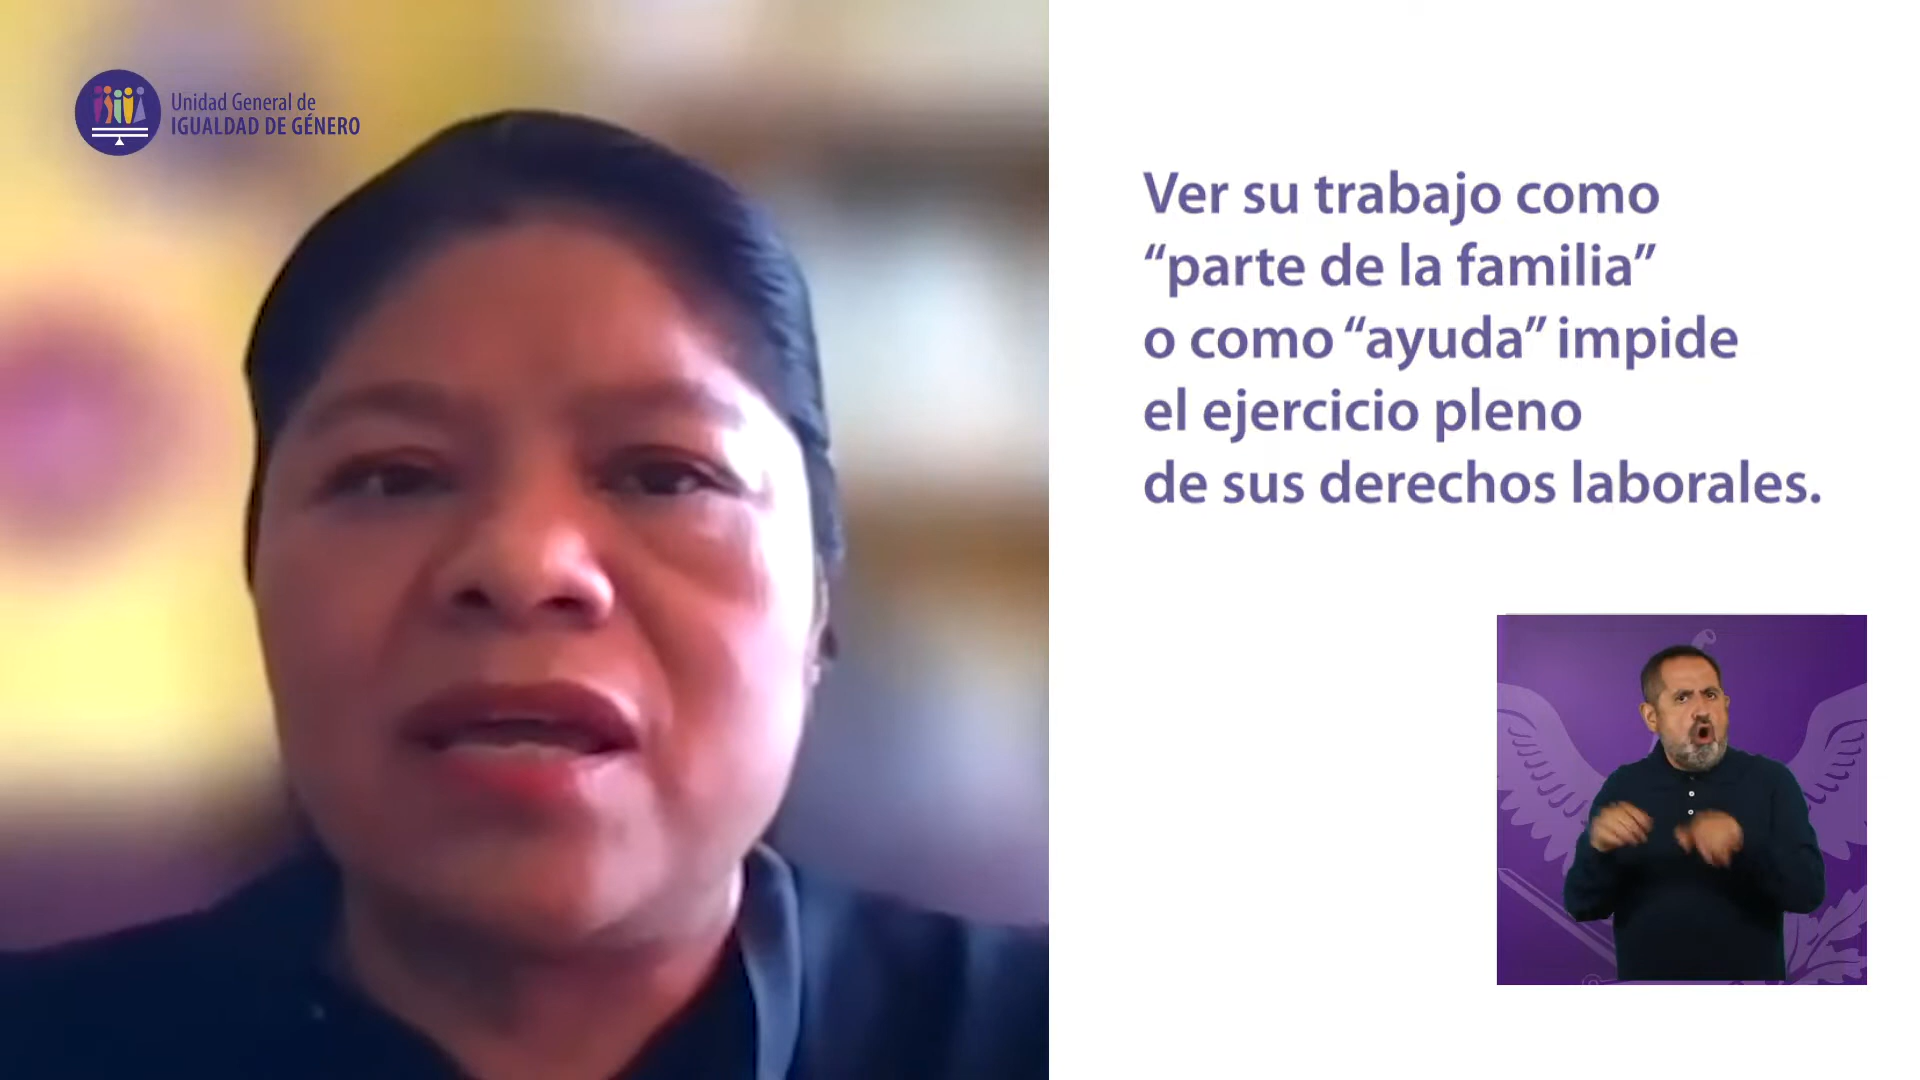 Unidad General de
IGUALDAD DE GÉNERO
Ver su trabajo como
“parte de la familia”
o como “ayuda” impide
el ejercicio pleno
de sus derechos laborales.